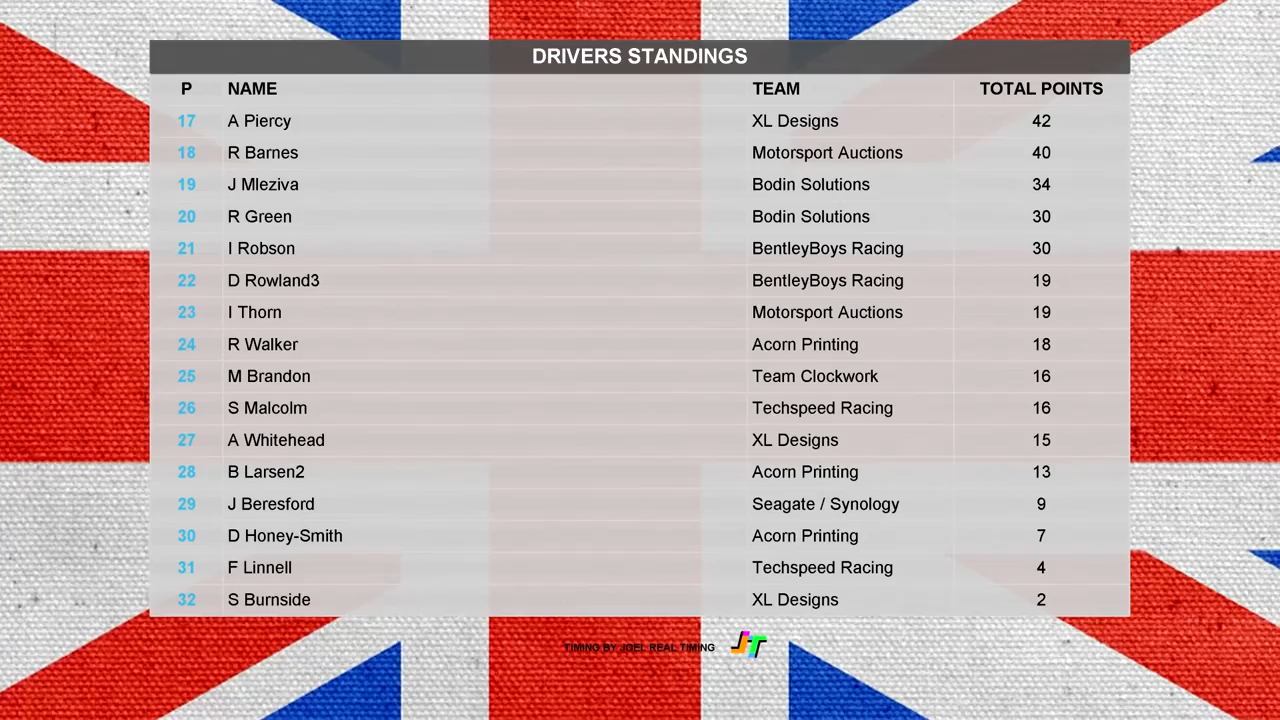 DRIVERS STANDINGS
P NAME TEAM TOTAL POINTS
17 A Piercy XL Designs 42
18 R Barnes Motorsport Auctions 40
19 J Mleziva Bodin Solutions 34
20 R Green Bodin Solutions 30
21 I Robson BentleyBoys Racing 30
22 D Rowland3 BentleyBoys Racing 19
23 I Thorn Motorsport Auctions 19
24 R Walker Acorn Printing 18
25 M Brandon Team Clockwork 16
26 S Malcolm Techspeed Racing 16
27 A Whitehead XL Designs 15
28 B Larsen2 Acorn Printing 13
29 J Beresford Seagate / Synology 9
30 D Honey-Smith Acorn Printing 7
31 F Linnell Techspeed Racing 4
32 S Burnside XL Designs 2
TIMING BY JOEL REAL TIMING JT